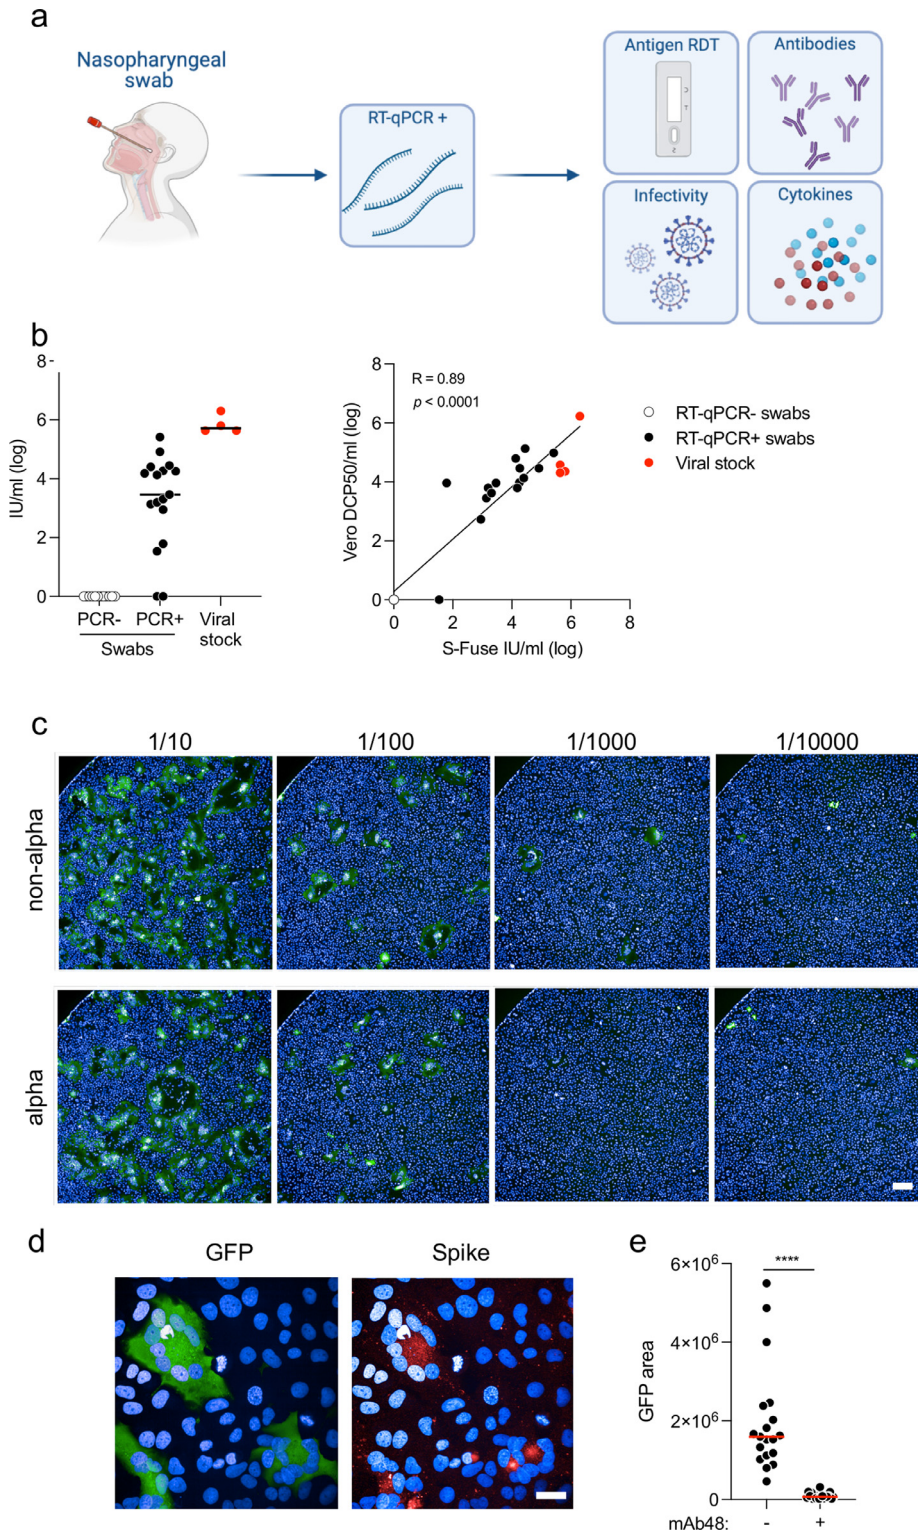 a
Nasopharyngeal
swab
RT-qPCR +
Antigen RDT
C
T
S
Antibodies
Infectivity
Cytokines
b
8
6
4
2
0
IU/ml (log)
PCR- PCR+ Viral
stock
Swabs
8
6
4
2
0
Vero DCP50/ml (log)
R = 0.89
p < 0.0001
0 2 4 6 8
S-Fuse IU/ml (log)
RT-qPCR- swabs
RT-qPCR+ swabs
Viral stock
c
1/10 1/100 1/1000 1/10000
non-alpha
alpha
d
GFP Spike
e
****
6×10⁶
4×10⁶
2×10⁶
0
GFP area
mAb48: - +